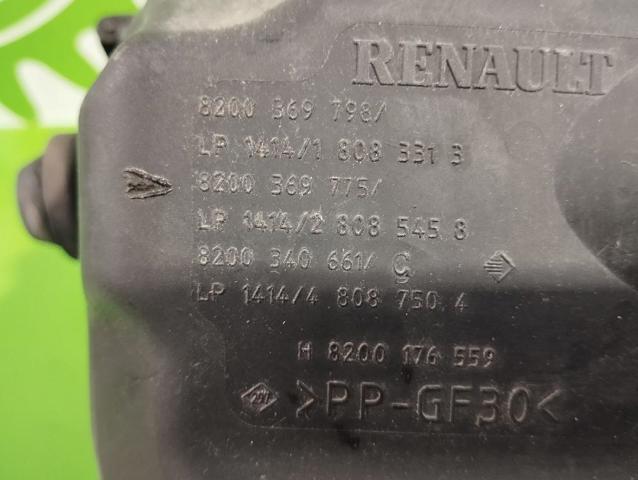 RENAULT
8200 369 798/
LP 1414/1 808 331 3
8200 369 775/
LP 1414/2 808 545 8
8200 340 661/ Ç
LP 1414/4 808 750 4
H 8200 176 559
297 >PP-GF30<